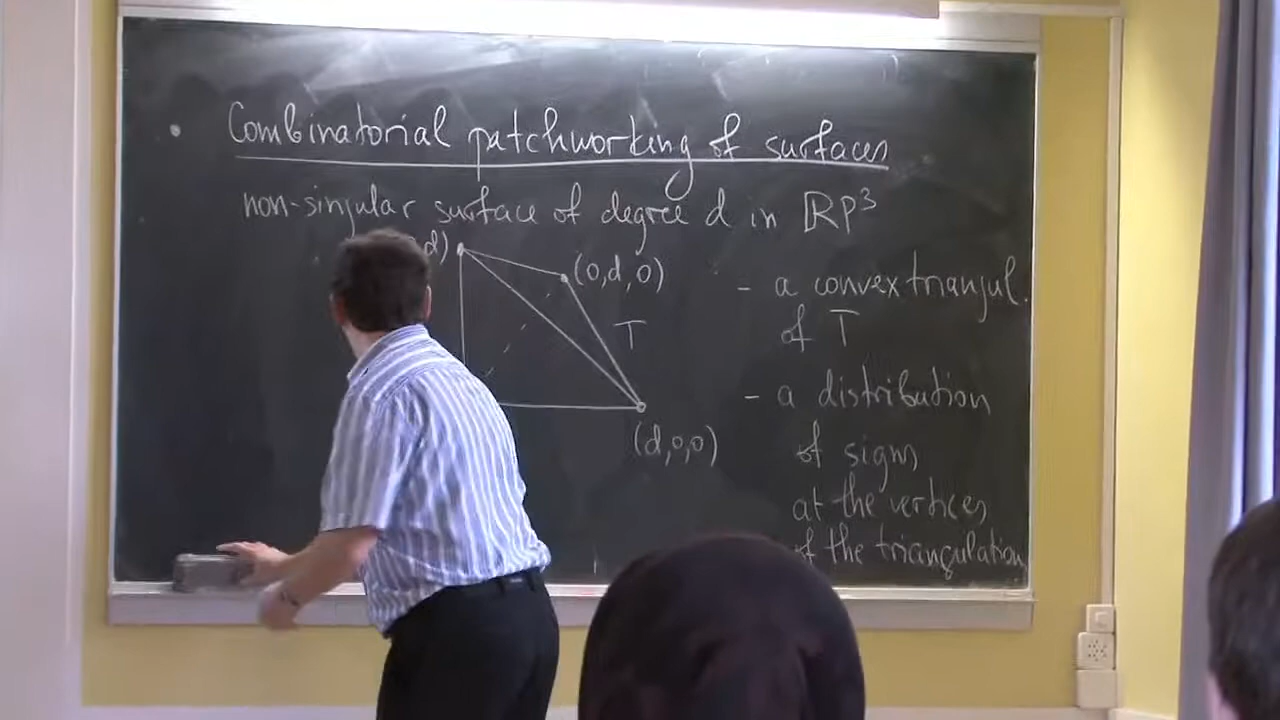 Combinatorial patchworking of surfaces
non-singular surface of degree d in RP³
d)
(0,d,0)
T
(d,0,0)
- a convex triangul.
of T
- a distribution
of signs
at the vertices
of the triangulation